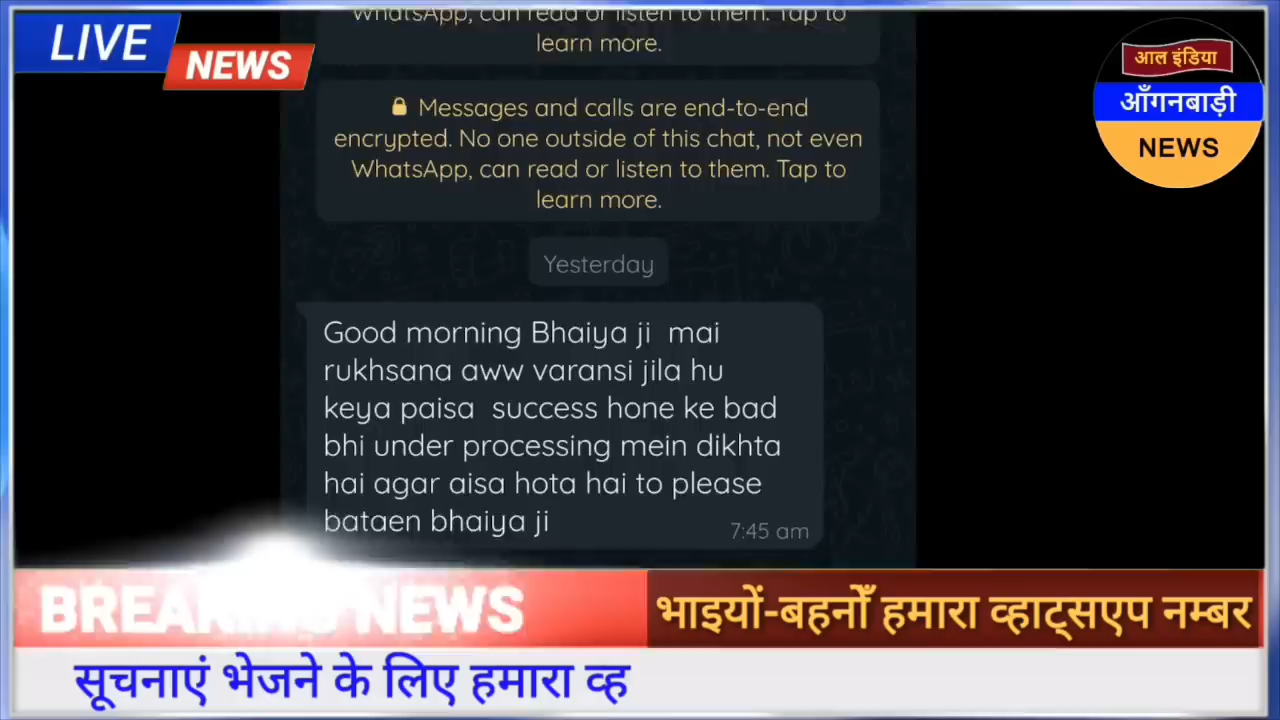 LIVE
NEWS
WhatsApp, can read or listen to them. Tap to
learn more.
🔒 Messages and calls are end-to-end
encrypted. No one outside of this chat, not even
WhatsApp, can read or listen to them. Tap to
learn more.
Yesterday
Good morning Bhaiya ji mai
rukhsana aww varansi jila hu
keya paisa success hone ke bad
bhi under processing mein dikhta
hai agar aisa hota hai to please
bataen bhaiya ji
7:45 am
आल इंडिया
आँगनबाड़ी
NEWS
BREAKING NEWS
भाइयों-बहनोँ हमारा व्हाट्सएप नम्बर
सूचनाएं भेजने के लिए हमारा व्ह